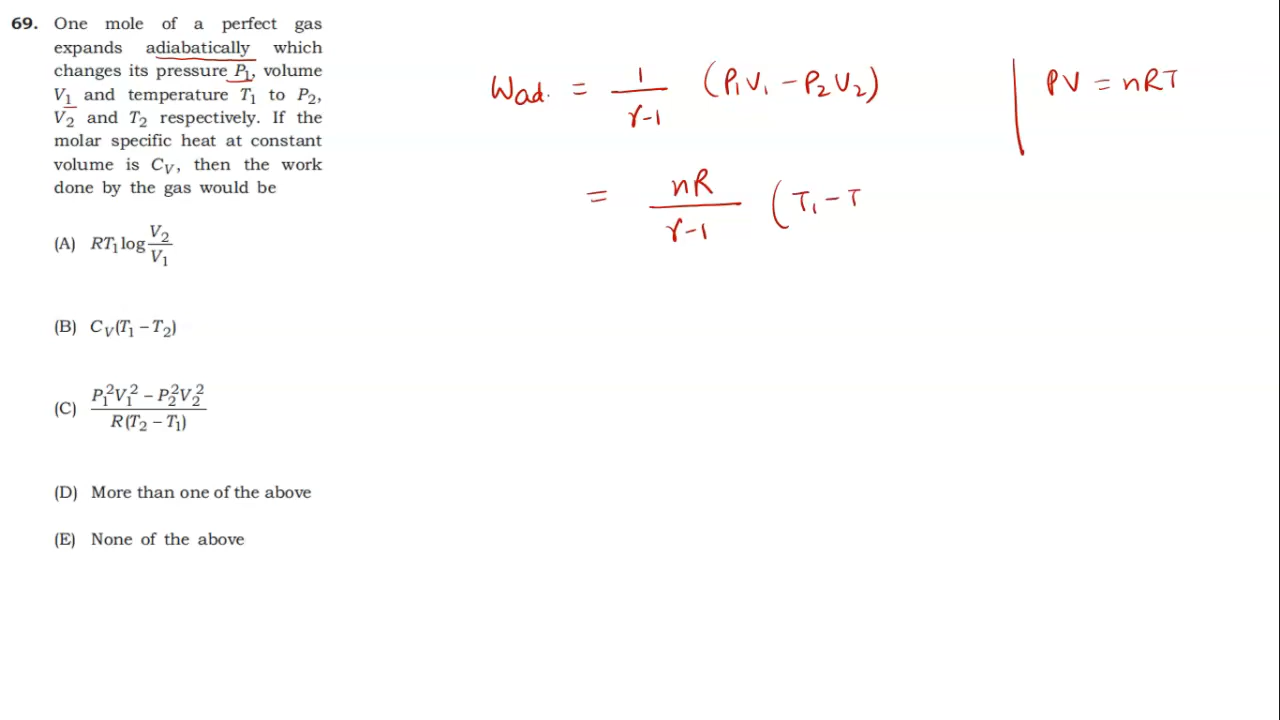 69. One mole of a perfect gas
expands adiabatically which
changes its pressure P₁, volume
V₁ and temperature T₁ to P₂,
V₂ and T₂ respectively. If the
molar specific heat at constant
volume is C_V, then the work
done by the gas would be
(A) RT₁ log V₂/V₁
(B) C_V(T₁ – T₂)
(C) (P₁²V₁² – P₂²V₂²)/(R(T₂ – T₁))
(D) More than one of the above
(E) None of the above
Wad. = 1/(γ-1) (P₁V₁ - P₂V₂)
PV = nRT
= nR/(γ-1) (T₁ - T